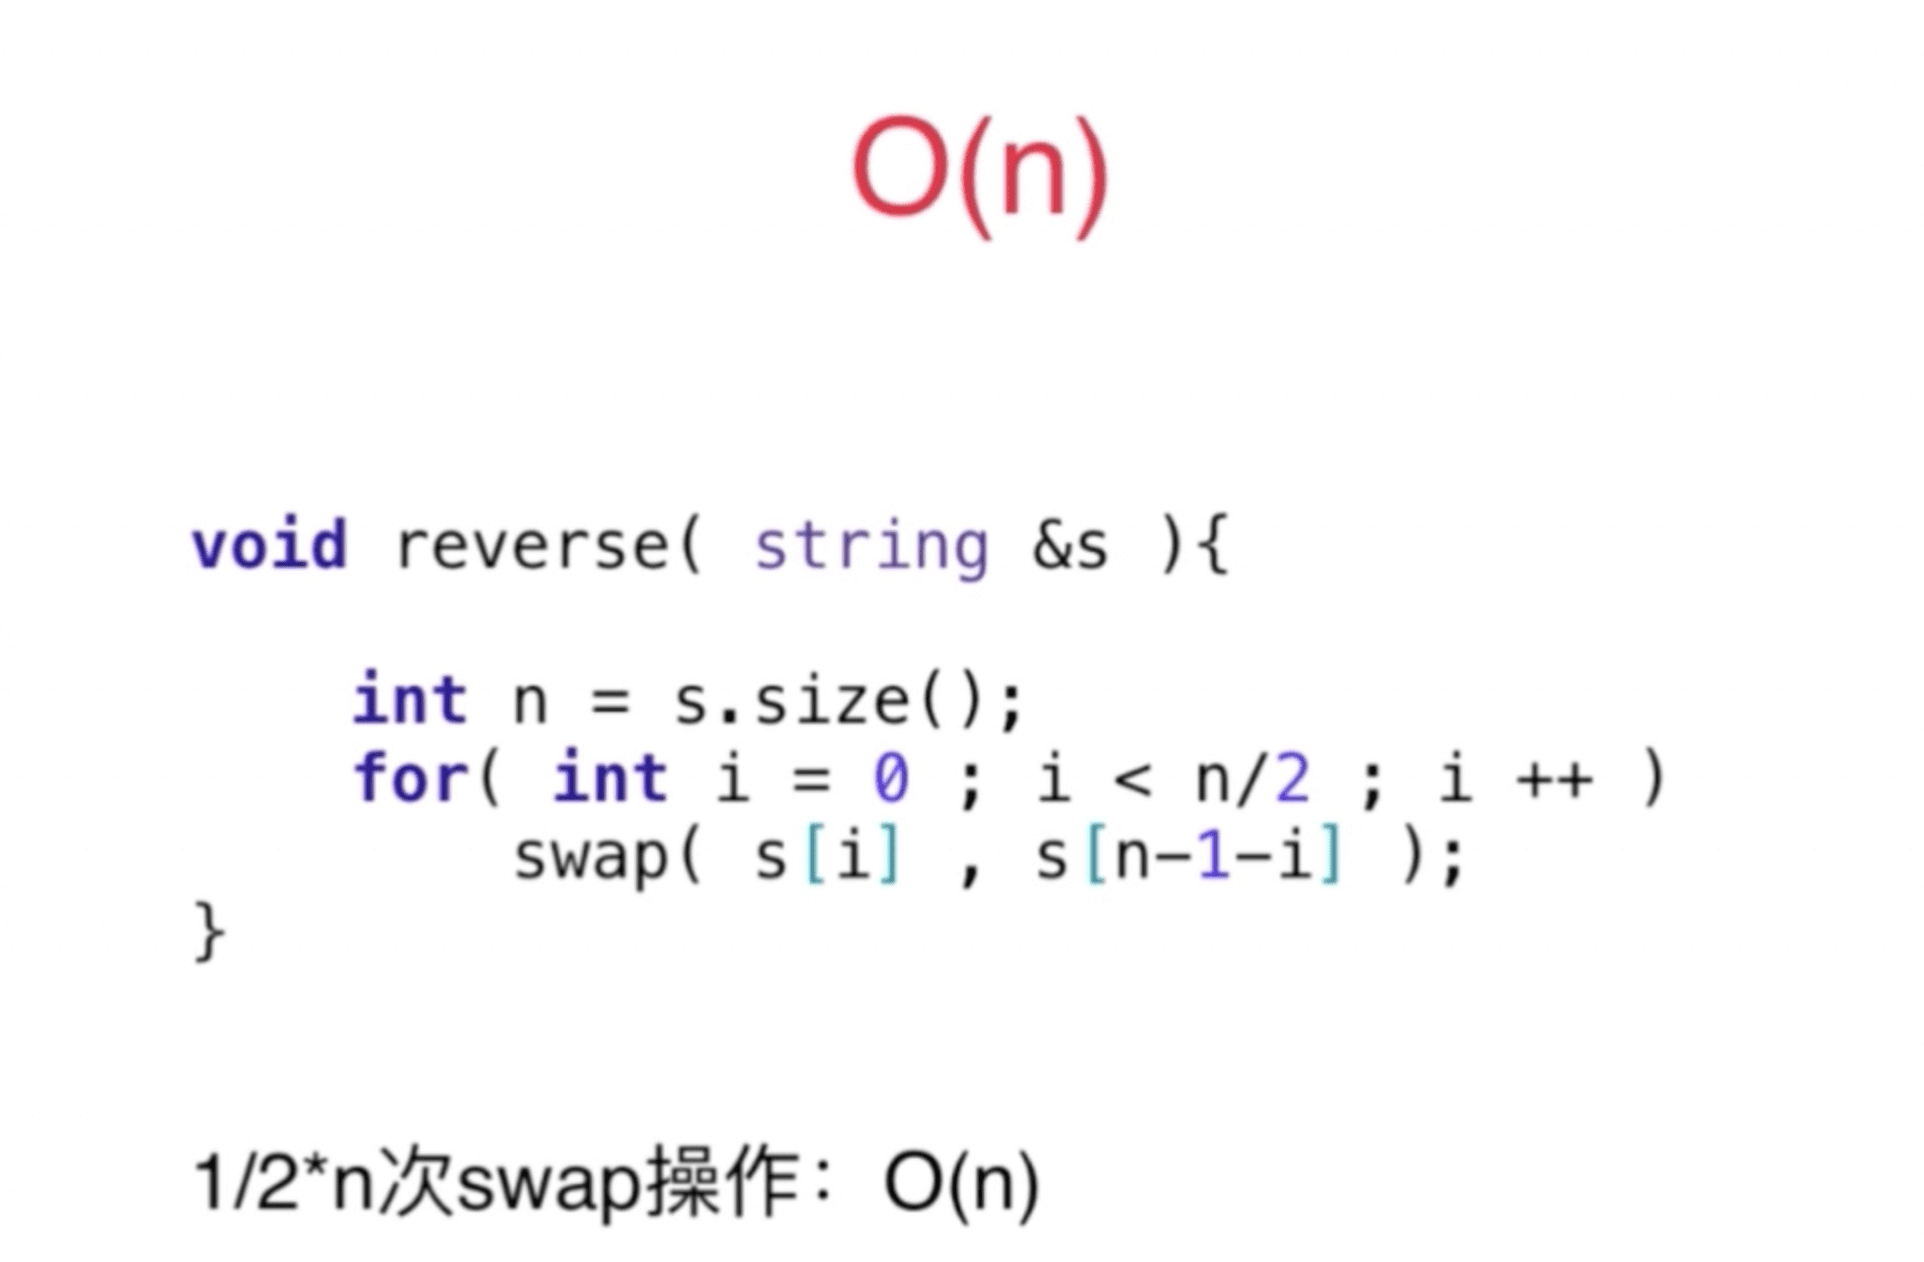 O(n)
void reverse( string &s ){
int n = s.size();
for( int i = 0 ; i < n/2 ; i ++ )
swap( s[i] , s[n-1-i] );
}
1/2*n次swap操作：O(n)